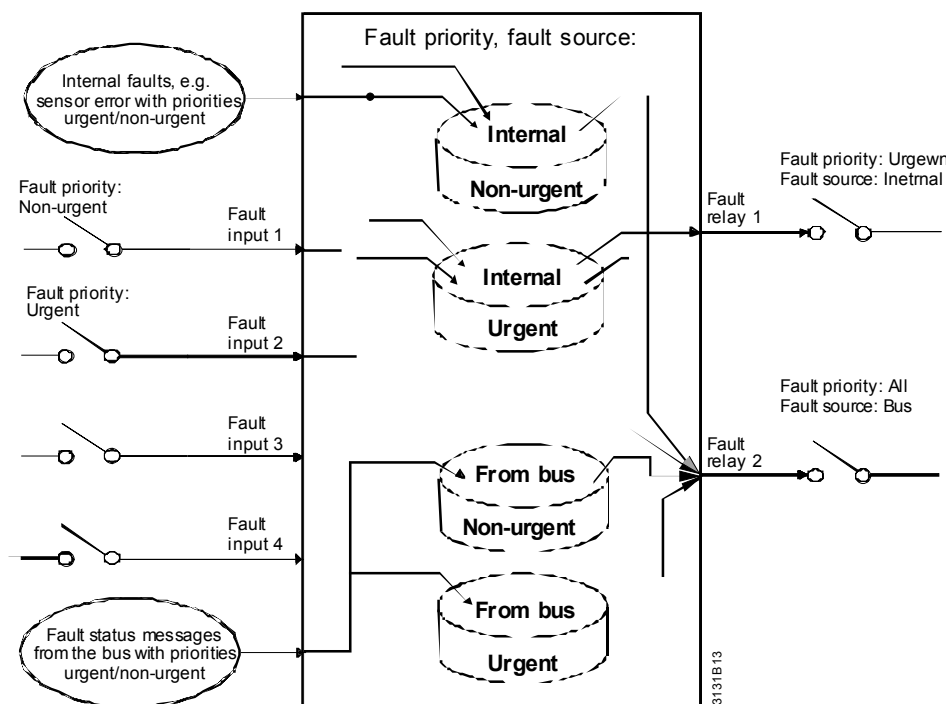 Fault priority, fault source:
Internal faults, e.g.
sensor error with priorities
urgent/non-urgent
Internal
Non-urgent
Fault priority: Urgewn
Fault source: Inetrnal
Fault priority:
Non-urgent
Fault
input 1
Fault
relay 1
Internal
Urgent
Fault priority:
Urgent
Fault
input 2
Fault priority: All
Fault source: Bus
Fault
input 3
Fault
relay 2
From bus
Non-urgent
Fault
input 4
From bus
Urgent
Fault status messages
from the bus with priorities
urgent/non-urgent
3131B13